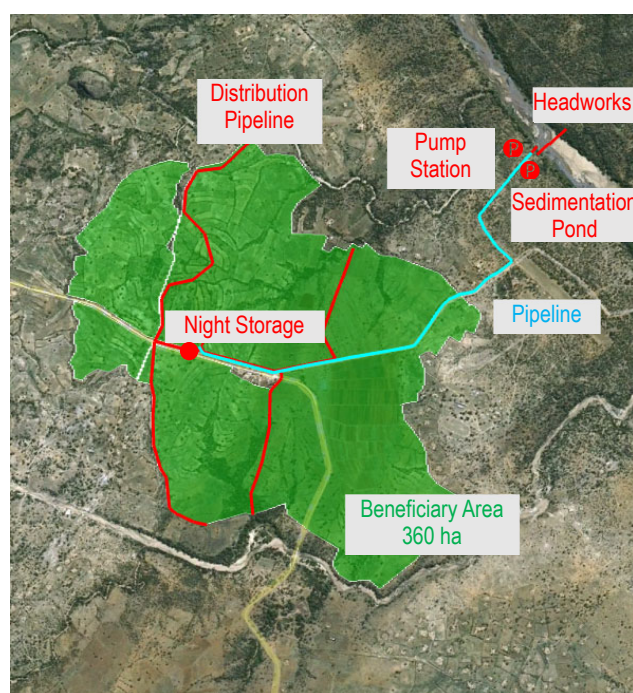 Distribution
Pipeline
Headworks
Pump
Station
P
P
Sedimentation
Pond
Pipeline
Night Storage
Beneficiary Area
360 ha